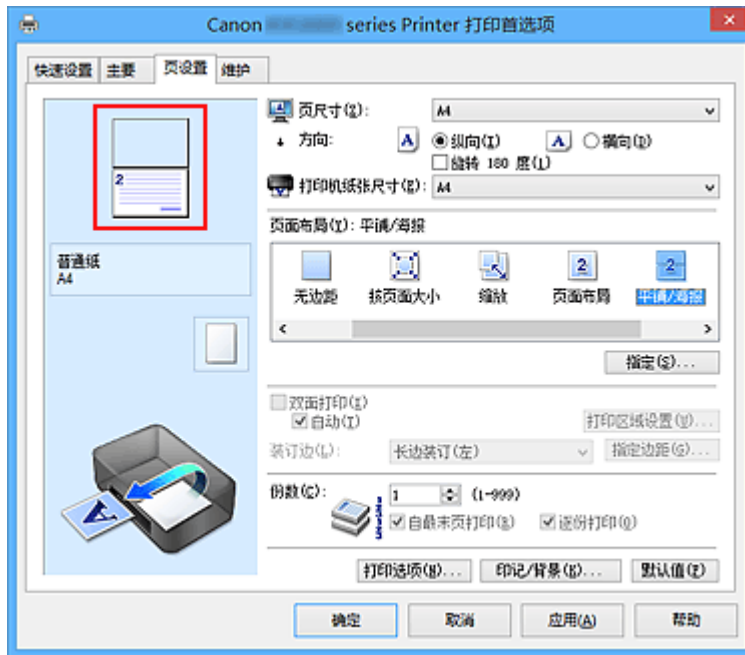 Canon series Printer 打印首选项
快速设置 主要 页设置 维护
2
普通纸
A4
页尺寸(Z): A4
方向: A 纵向(I) A 横向(D)
旋转 180 度(L)
打印机纸张尺寸(E): A4
页面布局(Y): 平铺/海报
2 2
无边距 按页面大小 缩放 页面布局 平铺/海报
指定(S)...
双面打印(X)
自动(T)
打印区域设置(U)...
装订边(L): 长边装订(左) 指定边距(G)...
份数(C): 1 (1-999)
自最末页打印(R) 逐份打印(O)
打印选项(N)... 印记/背景(B)... 默认值(F)
确定 取消 应用(A) 帮助